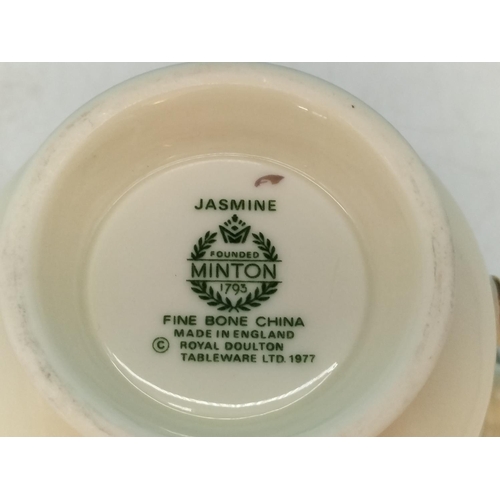 JASMINE
FOUNDED
MINTON
1793
FINE BONE CHINA
MADE IN ENGLAND
© ROYAL DOULTON
TABLEWARE LTD. 1977